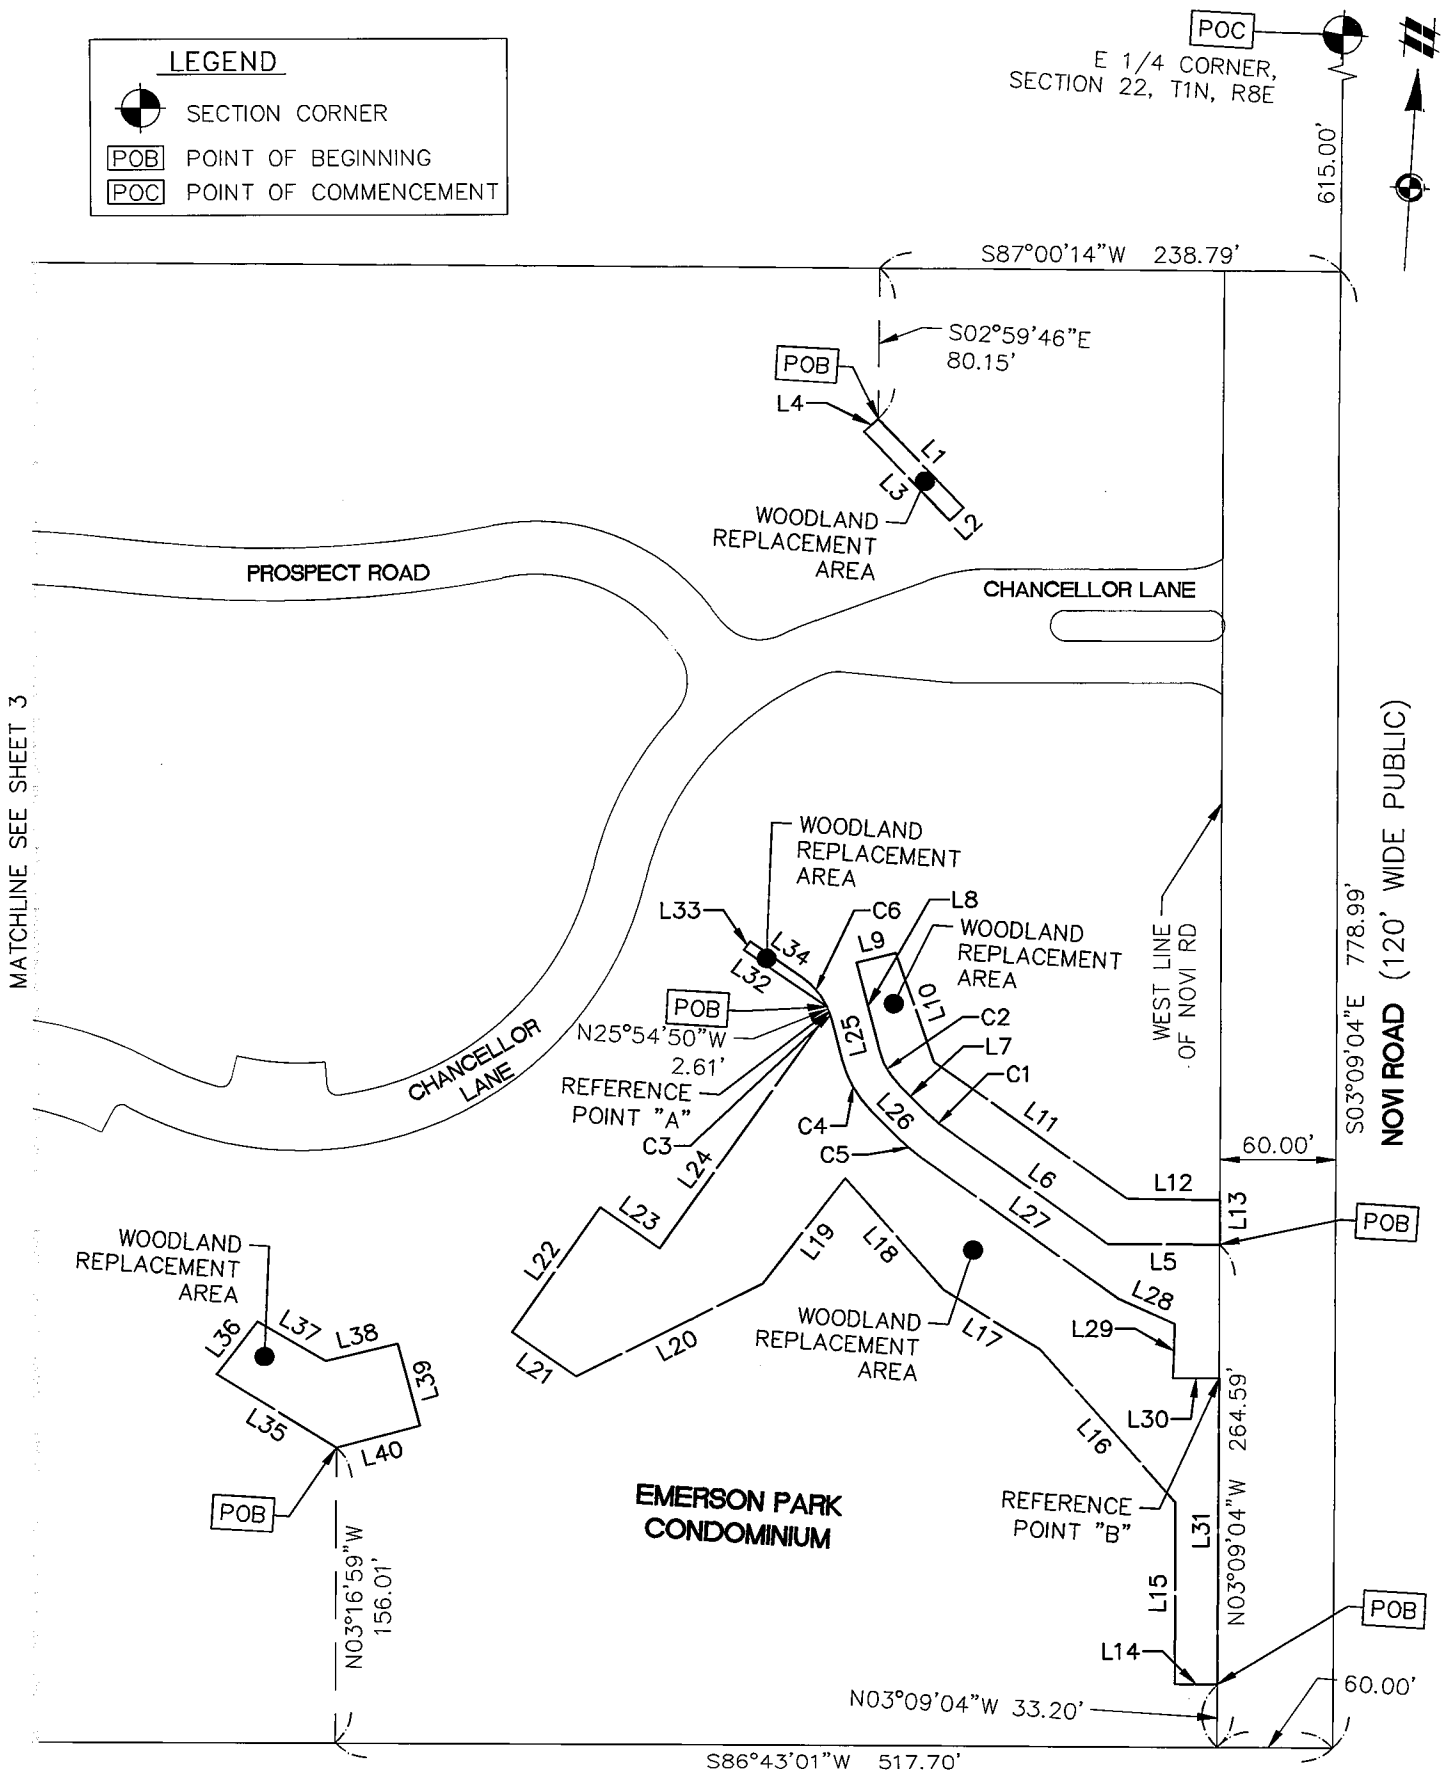 LEGEND
SECTION CORNER
POB POINT OF BEGINNING
POC POINT OF COMMENCEMENT
POC
E 1/4 CORNER,
SECTION 22, T1N, R8E
615.00'
S87°00'14"W 238.79'
S02°59'46"E
80.15'
POB
L4
L1
L3
L2
WOODLAND
REPLACEMENT
AREA
PROSPECT ROAD
CHANCELLOR LANE
MATCHLINE SEE SHEET 3
WEST LINE
OF NOVI RD
S03°09'04"E 778.99'
NOVI ROAD (120' WIDE PUBLIC)
WOODLAND
REPLACEMENT
AREA
L33
L34
L32
C6
L8
L9
WOODLAND
REPLACEMENT
AREA
L10
POB
N25°54'50"W
2.61'
L25
C2
L7
C1
REFERENCE
POINT "A"
C3
C4
L26
C5
L11
CHANCELLOR
LANE
L24
L6
L12
60.00'
L13
L27
L23
L22
L19
L18
POB
L5
WOODLAND
REPLACEMENT
AREA
L28
L36
L37
L38
L39
L35
L40
L21
L20
WOODLAND
REPLACEMENT
AREA
L17
L29
L30
L16
POB
EMERSON PARK
CONDOMINIUM
REFERENCE
POINT "B"
L31
N03°09'04"W 264.59'
N03°16'59"W
156.01'
L15
L14
POB
N03°09'04"W 33.20'
60.00'
S86°43'01"W 517.70'